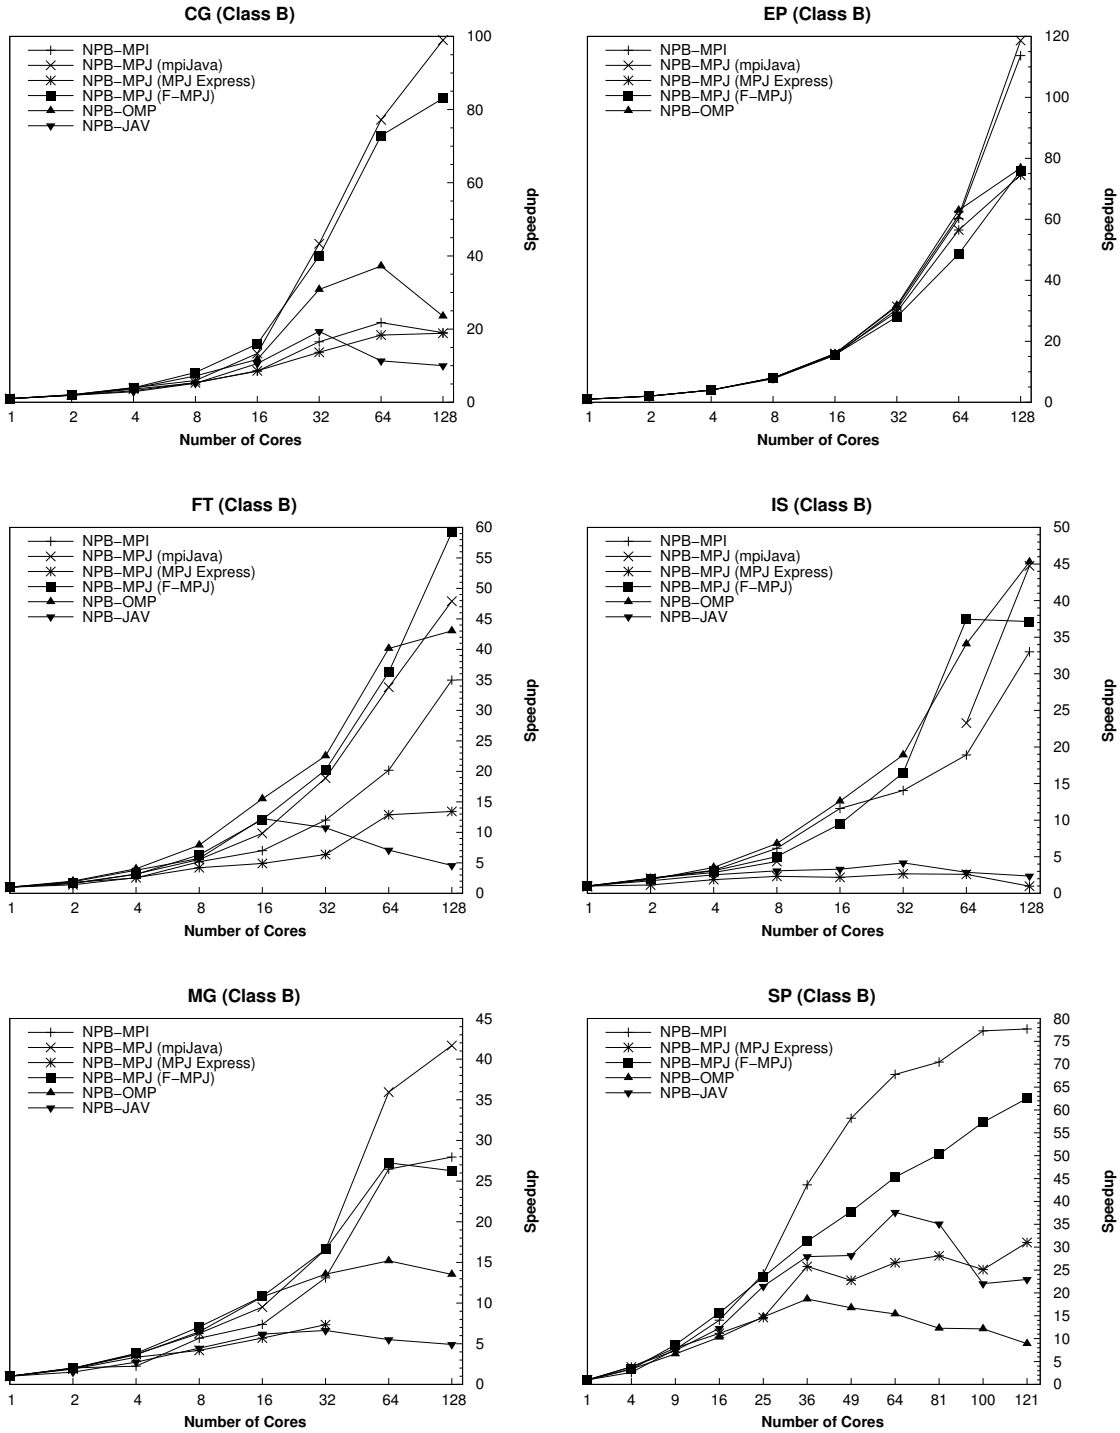 CG (Class B)
NPB−MPI
NPB−MPJ (mpiJava)
NPB−MPJ (MPJ Express)
NPB−MPJ (F−MPJ)
NPB−OMP
NPB−JAV
100
80
60
40
20
0
Speedup
1 2 4 8 16 32 64 128
Number of Cores
EP (Class B)
NPB−MPI
NPB−MPJ (mpiJava)
NPB−MPJ (MPJ Express)
NPB−MPJ (F−MPJ)
NPB−OMP
120
100
80
60
40
20
0
Speedup
1 2 4 8 16 32 64 128
Number of Cores
FT (Class B)
NPB−MPI
NPB−MPJ (mpiJava)
NPB−MPJ (MPJ Express)
NPB−MPJ (F−MPJ)
NPB−OMP
NPB−JAV
60
55
50
45
40
35
30
25
20
15
10
5
0
Speedup
1 2 4 8 16 32 64 128
Number of Cores
IS (Class B)
NPB−MPI
NPB−MPJ (mpiJava)
NPB−MPJ (MPJ Express)
NPB−MPJ (F−MPJ)
NPB−OMP
NPB−JAV
50
45
40
35
30
25
20
15
10
5
0
Speedup
1 2 4 8 16 32 64 128
Number of Cores
MG (Class B)
NPB−MPI
NPB−MPJ (mpiJava)
NPB−MPJ (MPJ Express)
NPB−MPJ (F−MPJ)
NPB−OMP
NPB−JAV
45
40
35
30
25
20
15
10
5
0
Speedup
1 2 4 8 16 32 64 128
Number of Cores
SP (Class B)
NPB−MPI
NPB−MPJ (MPJ Express)
NPB−MPJ (F−MPJ)
NPB−OMP
NPB−JAV
80
75
70
65
60
55
50
45
40
35
30
25
20
15
10
5
0
Speedup
1 4 9 16 25 36 49 64 81 100 121
Number of Cores